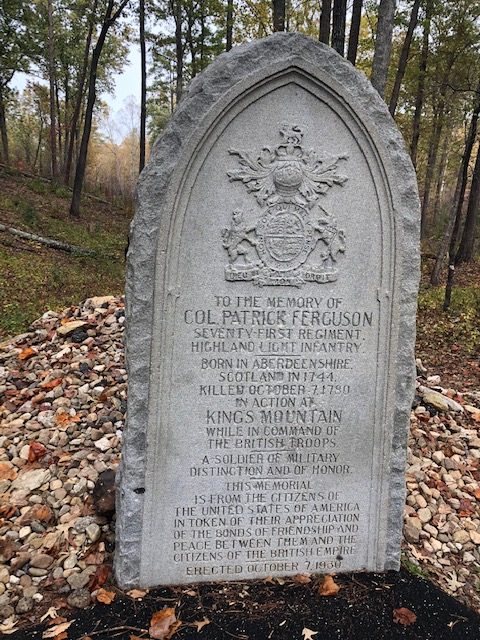 TO THE MEMORY OF
COL. PATRICK FERGUSON
SEVENTY-FIRST REGIMENT,
HIGHLAND LIGHT INFANTRY.
BORN IN ABERDEENSHIRE,
SCOTLAND IN 1744.
KILLED OCTOBER 7, 1780
IN ACTION AT
KINGS MOUNTAIN
WHILE IN COMMAND OF
THE BRITISH TROOPS.
A SOLDIER OF MILITARY
DISTINCTION AND OF HONOR.
THIS MEMORIAL
IS FROM THE CITIZENS OF
THE UNITED STATES OF AMERICA
IN TOKEN OF THEIR APPRECIATION
OF THE BONDS OF FRIENDSHIP AND
PEACE BETWEEN THEM AND THE
CITIZENS OF THE BRITISH EMPIRE
ERECTED OCTOBER 7, 1930